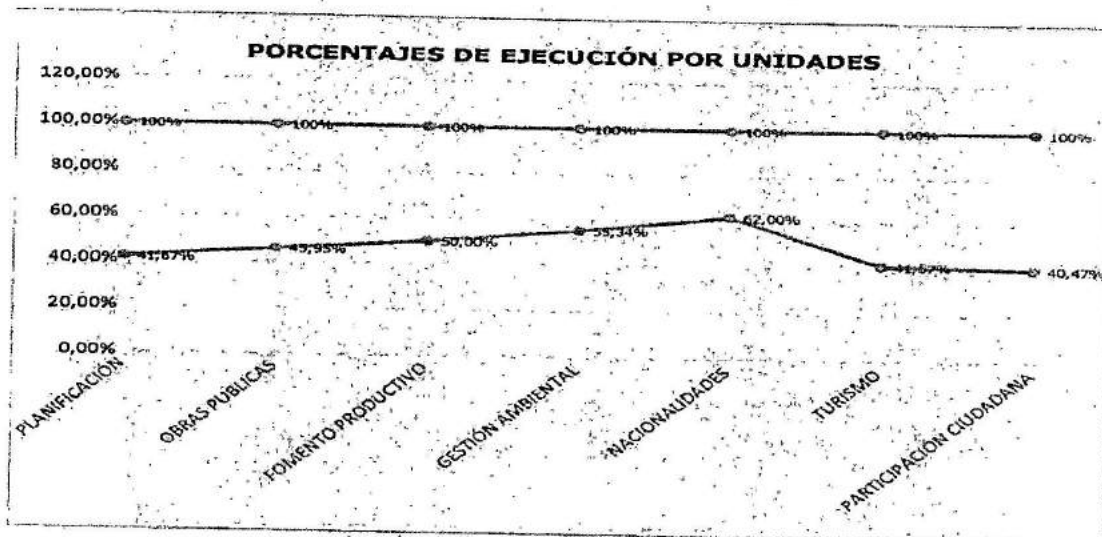 PORCENTAJES DE EJECUCIÓN POR UNIDADES
120,00%
100,00%
80,00%
60,00%
40,00%
20,00%
0,00%
100% 100% 100% 100% 100% 100% 100%
41,67% 45,95% 50,00% 55,34% 62,00% 41,57% 40,47%
PLANIFICACIÓN
OBRAS PUBLICAS
FOMENTO PRODUCTIVO
GESTIÓN AMBIENTAL
NACIONALIDADES
TURISMO
PARTICIPACIÓN CIUDADANA